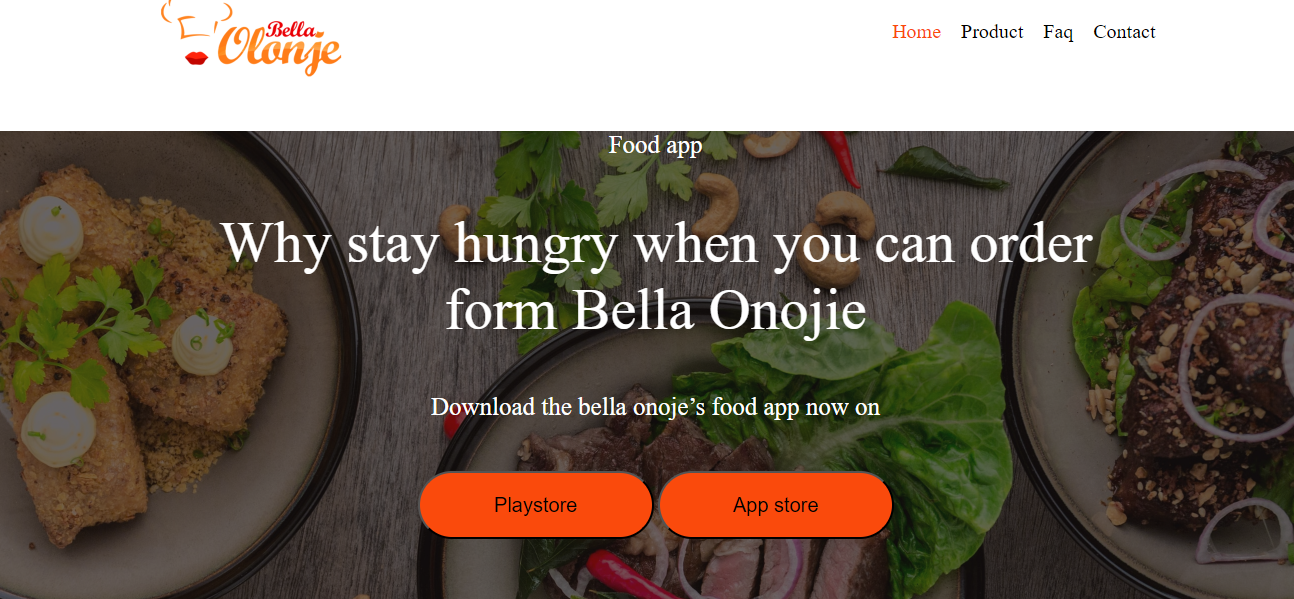 Bella
Olonje
Home Product Faq Contact
Food app
Why stay hungry when you can order
form Bella Onojie
Download the bella onoje’s food app now on
Playstore App store